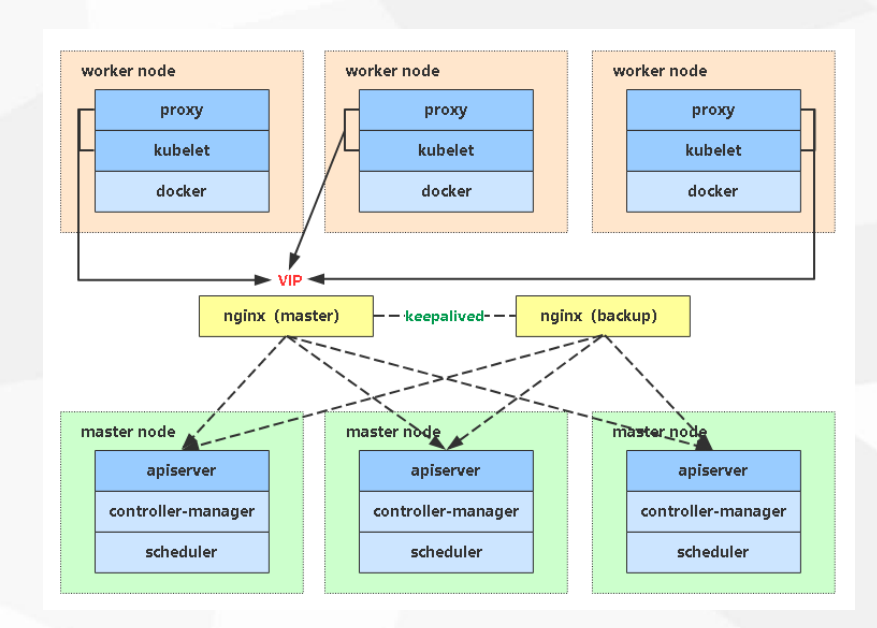 worker node
worker node
worker node
proxy
proxy
proxy
kubelet
kubelet
kubelet
docker
docker
docker
VIP
nginx (master)
keepalived
nginx (backup)
master node
master node
master node
apiserver
apiserver
apiserver
controller-manager
controller-manager
controller-manager
scheduler
scheduler
scheduler